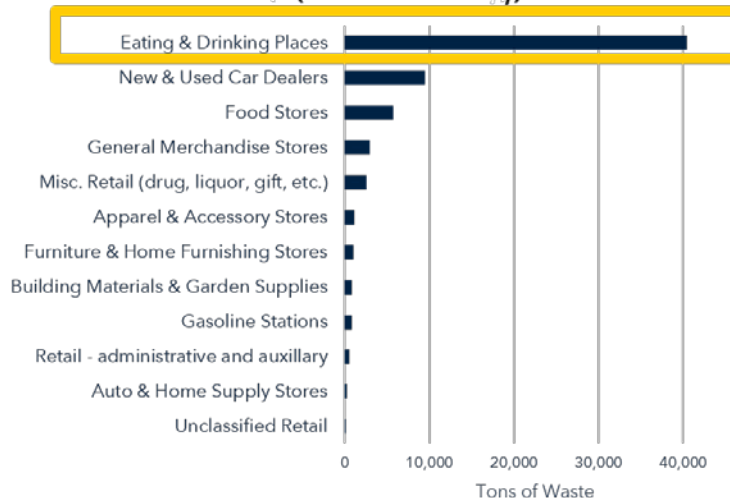 Eating & Drinking Places
New & Used Car Dealers
Food Stores
General Merchandise Stores
Misc. Retail (drug, liquor, gift, etc.)
Apparel & Accessory Stores
Furniture & Home Furnishing Stores
Building Materials & Garden Supplies
Gasoline Stations
Retail - administrative and auxillary
Auto & Home Supply Stores
Unclassified Retail
0 10,000 20,000 30,000 40,000
Tons of Waste